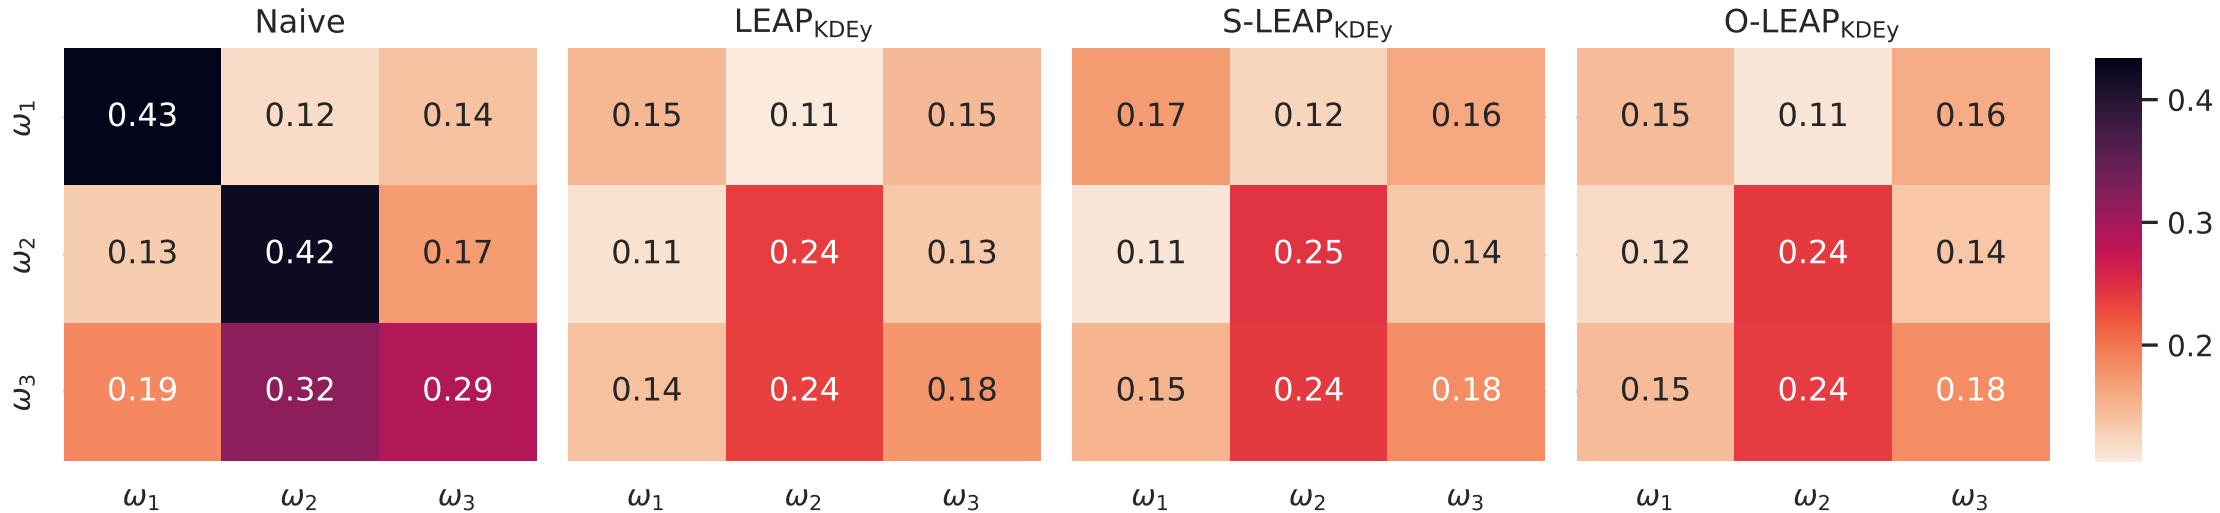 Naive LEAP_KDEy S-LEAP_KDEy O-LEAP_KDEy
ω₁ 0.43 0.12 0.14 0.15 0.11 0.15 0.17 0.12 0.16 0.15 0.11 0.16 0.4
ω₂ 0.13 0.42 0.17 0.11 0.24 0.13 0.11 0.25 0.14 0.12 0.24 0.14 0.3
ω₃ 0.19 0.32 0.29 0.14 0.24 0.18 0.15 0.24 0.18 0.15 0.24 0.18 0.2
ω₁ ω₂ ω₃ ω₁ ω₂ ω₃ ω₁ ω₂ ω₃ ω₁ ω₂ ω₃